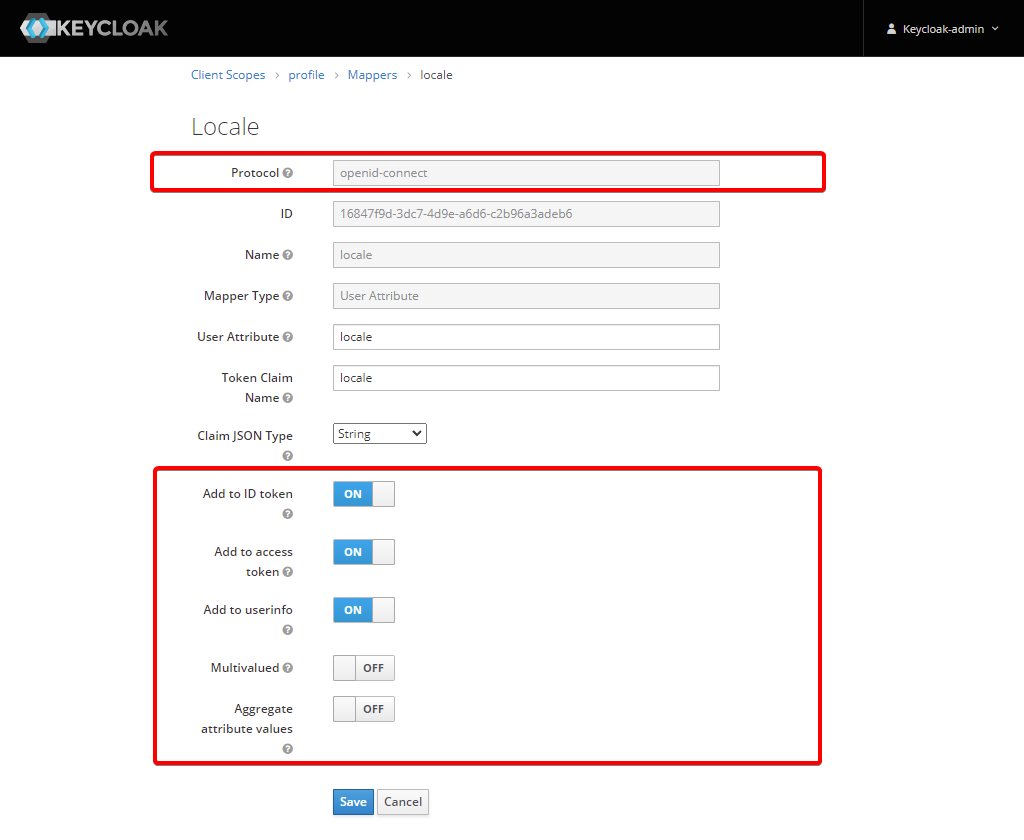 KEYCLOAK
Keycloak-admin
Client Scopes > profile > Mappers > locale
Locale
Protocol openid-connect
ID 16847f9d-3dc7-4d9e-a6d6-c2b96a3adeb6
Name locale
Mapper Type User Attribute
User Attribute locale
Token Claim
Name
locale
Claim JSON Type String
Add to ID token ON
Add to access
token
ON
Add to userinfo ON
Multivalued OFF
Aggregate
attribute values
OFF
Save Cancel